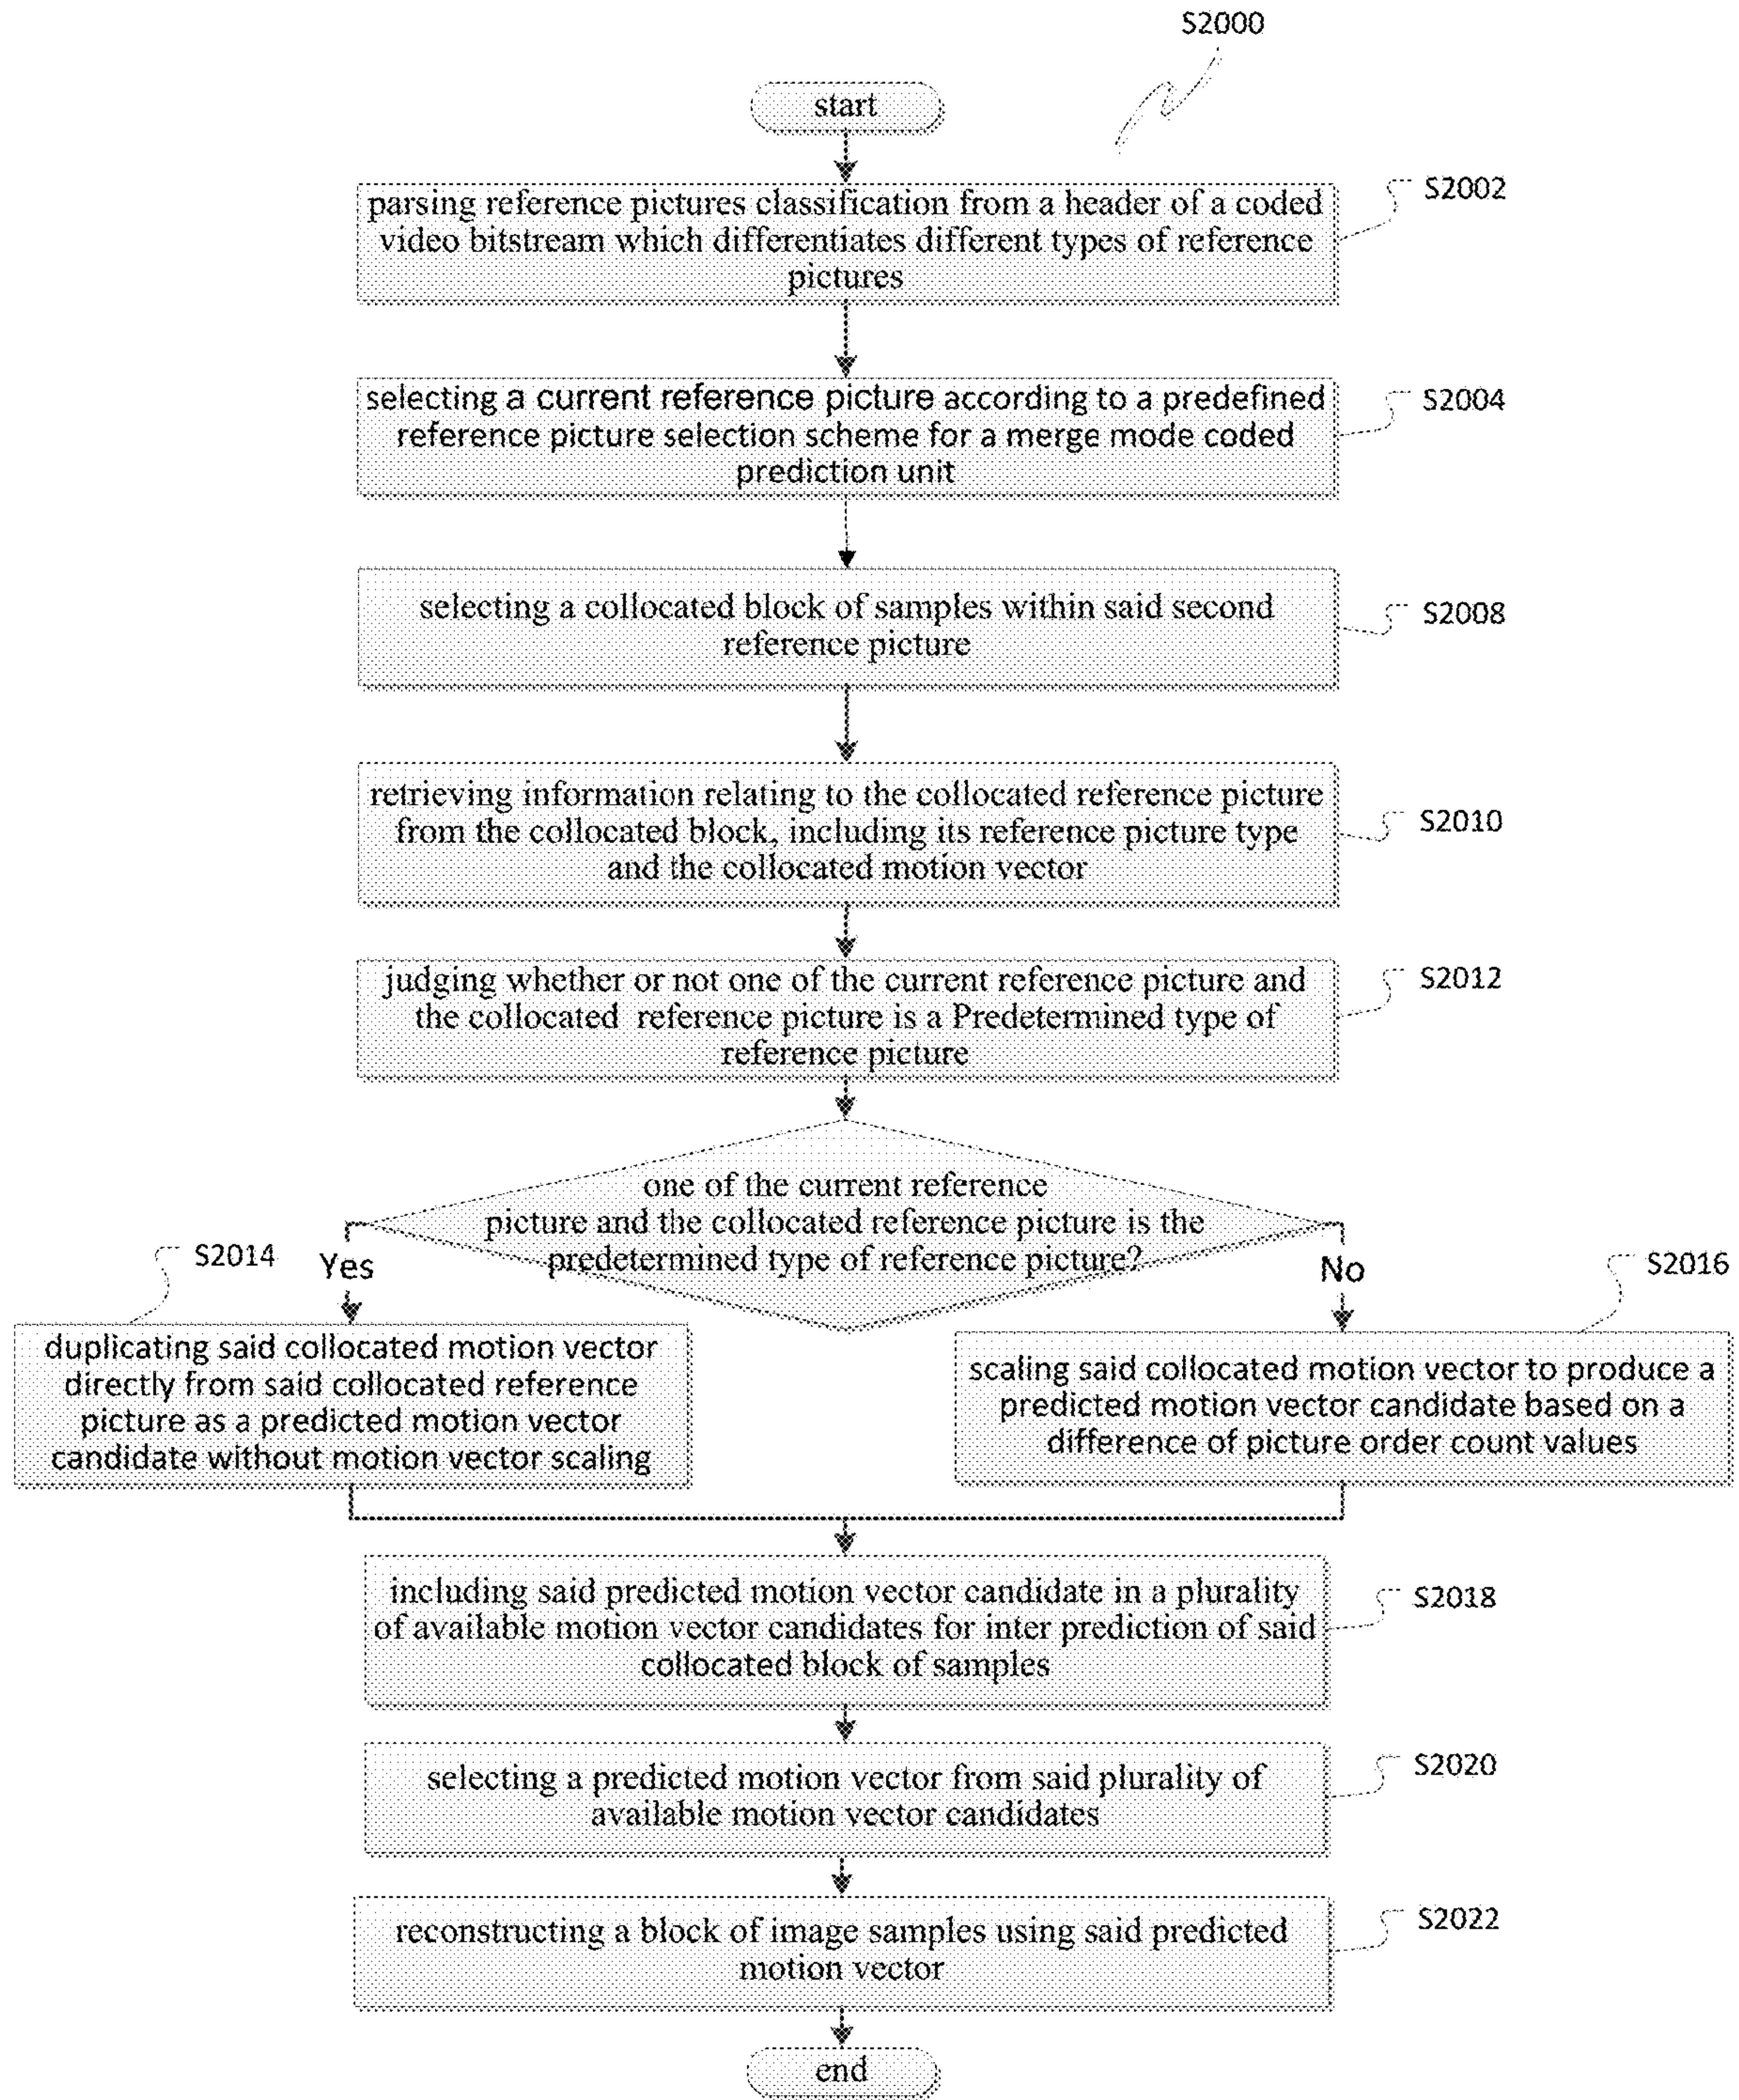 S2000
start
parsing reference pictures classification from a header of a coded
video bitstream which differentiates different types of reference
pictures
S2002
selecting a current reference picture according to a predefined
reference picture selection scheme for a merge mode coded
prediction unit
S2004
selecting a collocated block of samples within said second
reference picture
S2008
retrieving information relating to the collocated reference picture
from the collocated block, including its reference picture type
and the collocated motion vector
S2010
judging whether or not one of the current reference picture and
the collocated reference picture is a Predetermined type of
reference picture
S2012
one of the current reference
picture and the collocated reference picture is the
predetermined type of reference picture?
S2014
Yes
No
S2016
duplicating said collocated motion vector
directly from said collocated reference
picture as a predicted motion vector
candidate without motion vector scaling
scaling said collocated motion vector to produce a
predicted motion vector candidate based on a
difference of picture order count values
including said predicted motion vector candidate in a plurality
of available motion vector candidates for inter prediction of said
collocated block of samples
S2018
selecting a predicted motion vector from said plurality of
available motion vector candidates
S2020
reconstructing a block of image samples using said predicted
motion vector
S2022
end